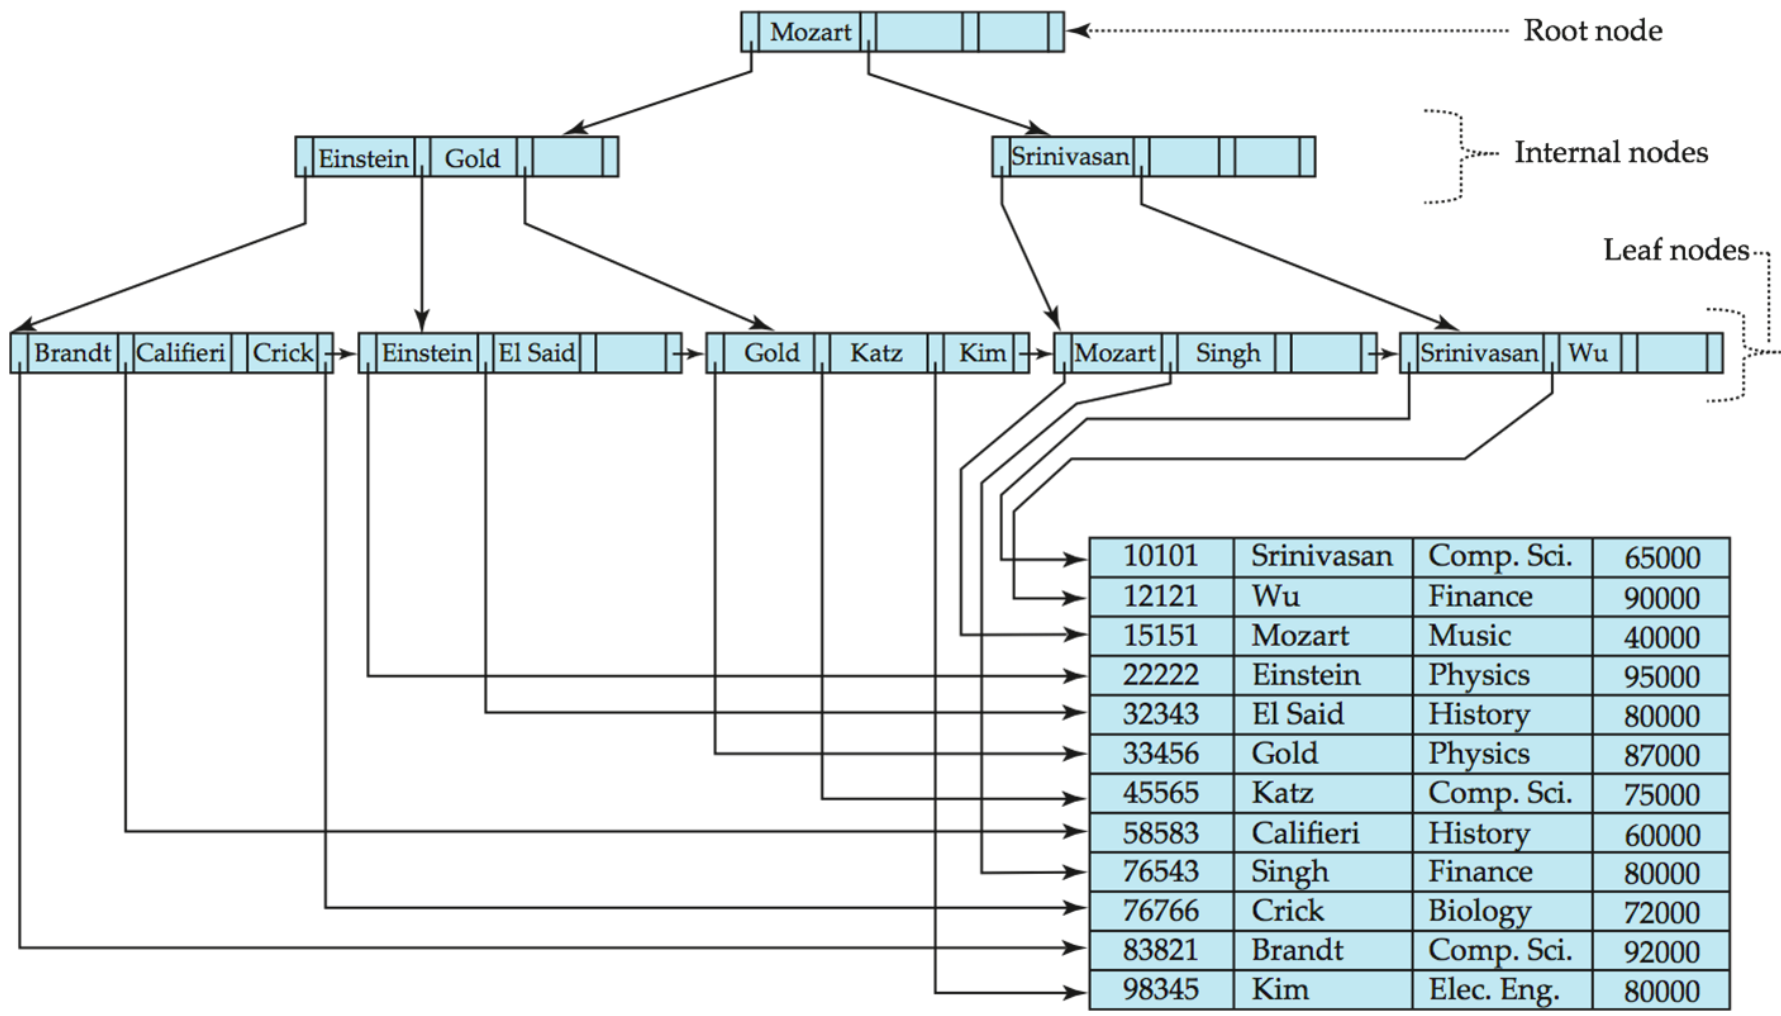 Mozart
Root node
Einstein Gold
Srinivasan
Internal nodes
Leaf nodes
Brandt Califieri Crick
Einstein El Said
Gold Katz Kim
Mozart Singh
Srinivasan Wu
10101 Srinivasan Comp. Sci. 65000
12121 Wu Finance 90000
15151 Mozart Music 40000
22222 Einstein Physics 95000
32343 El Said History 80000
33456 Gold Physics 87000
45565 Katz Comp. Sci. 75000
58583 Califieri History 60000
76543 Singh Finance 80000
76766 Crick Biology 72000
83821 Brandt Comp. Sci. 92000
98345 Kim Elec. Eng. 80000